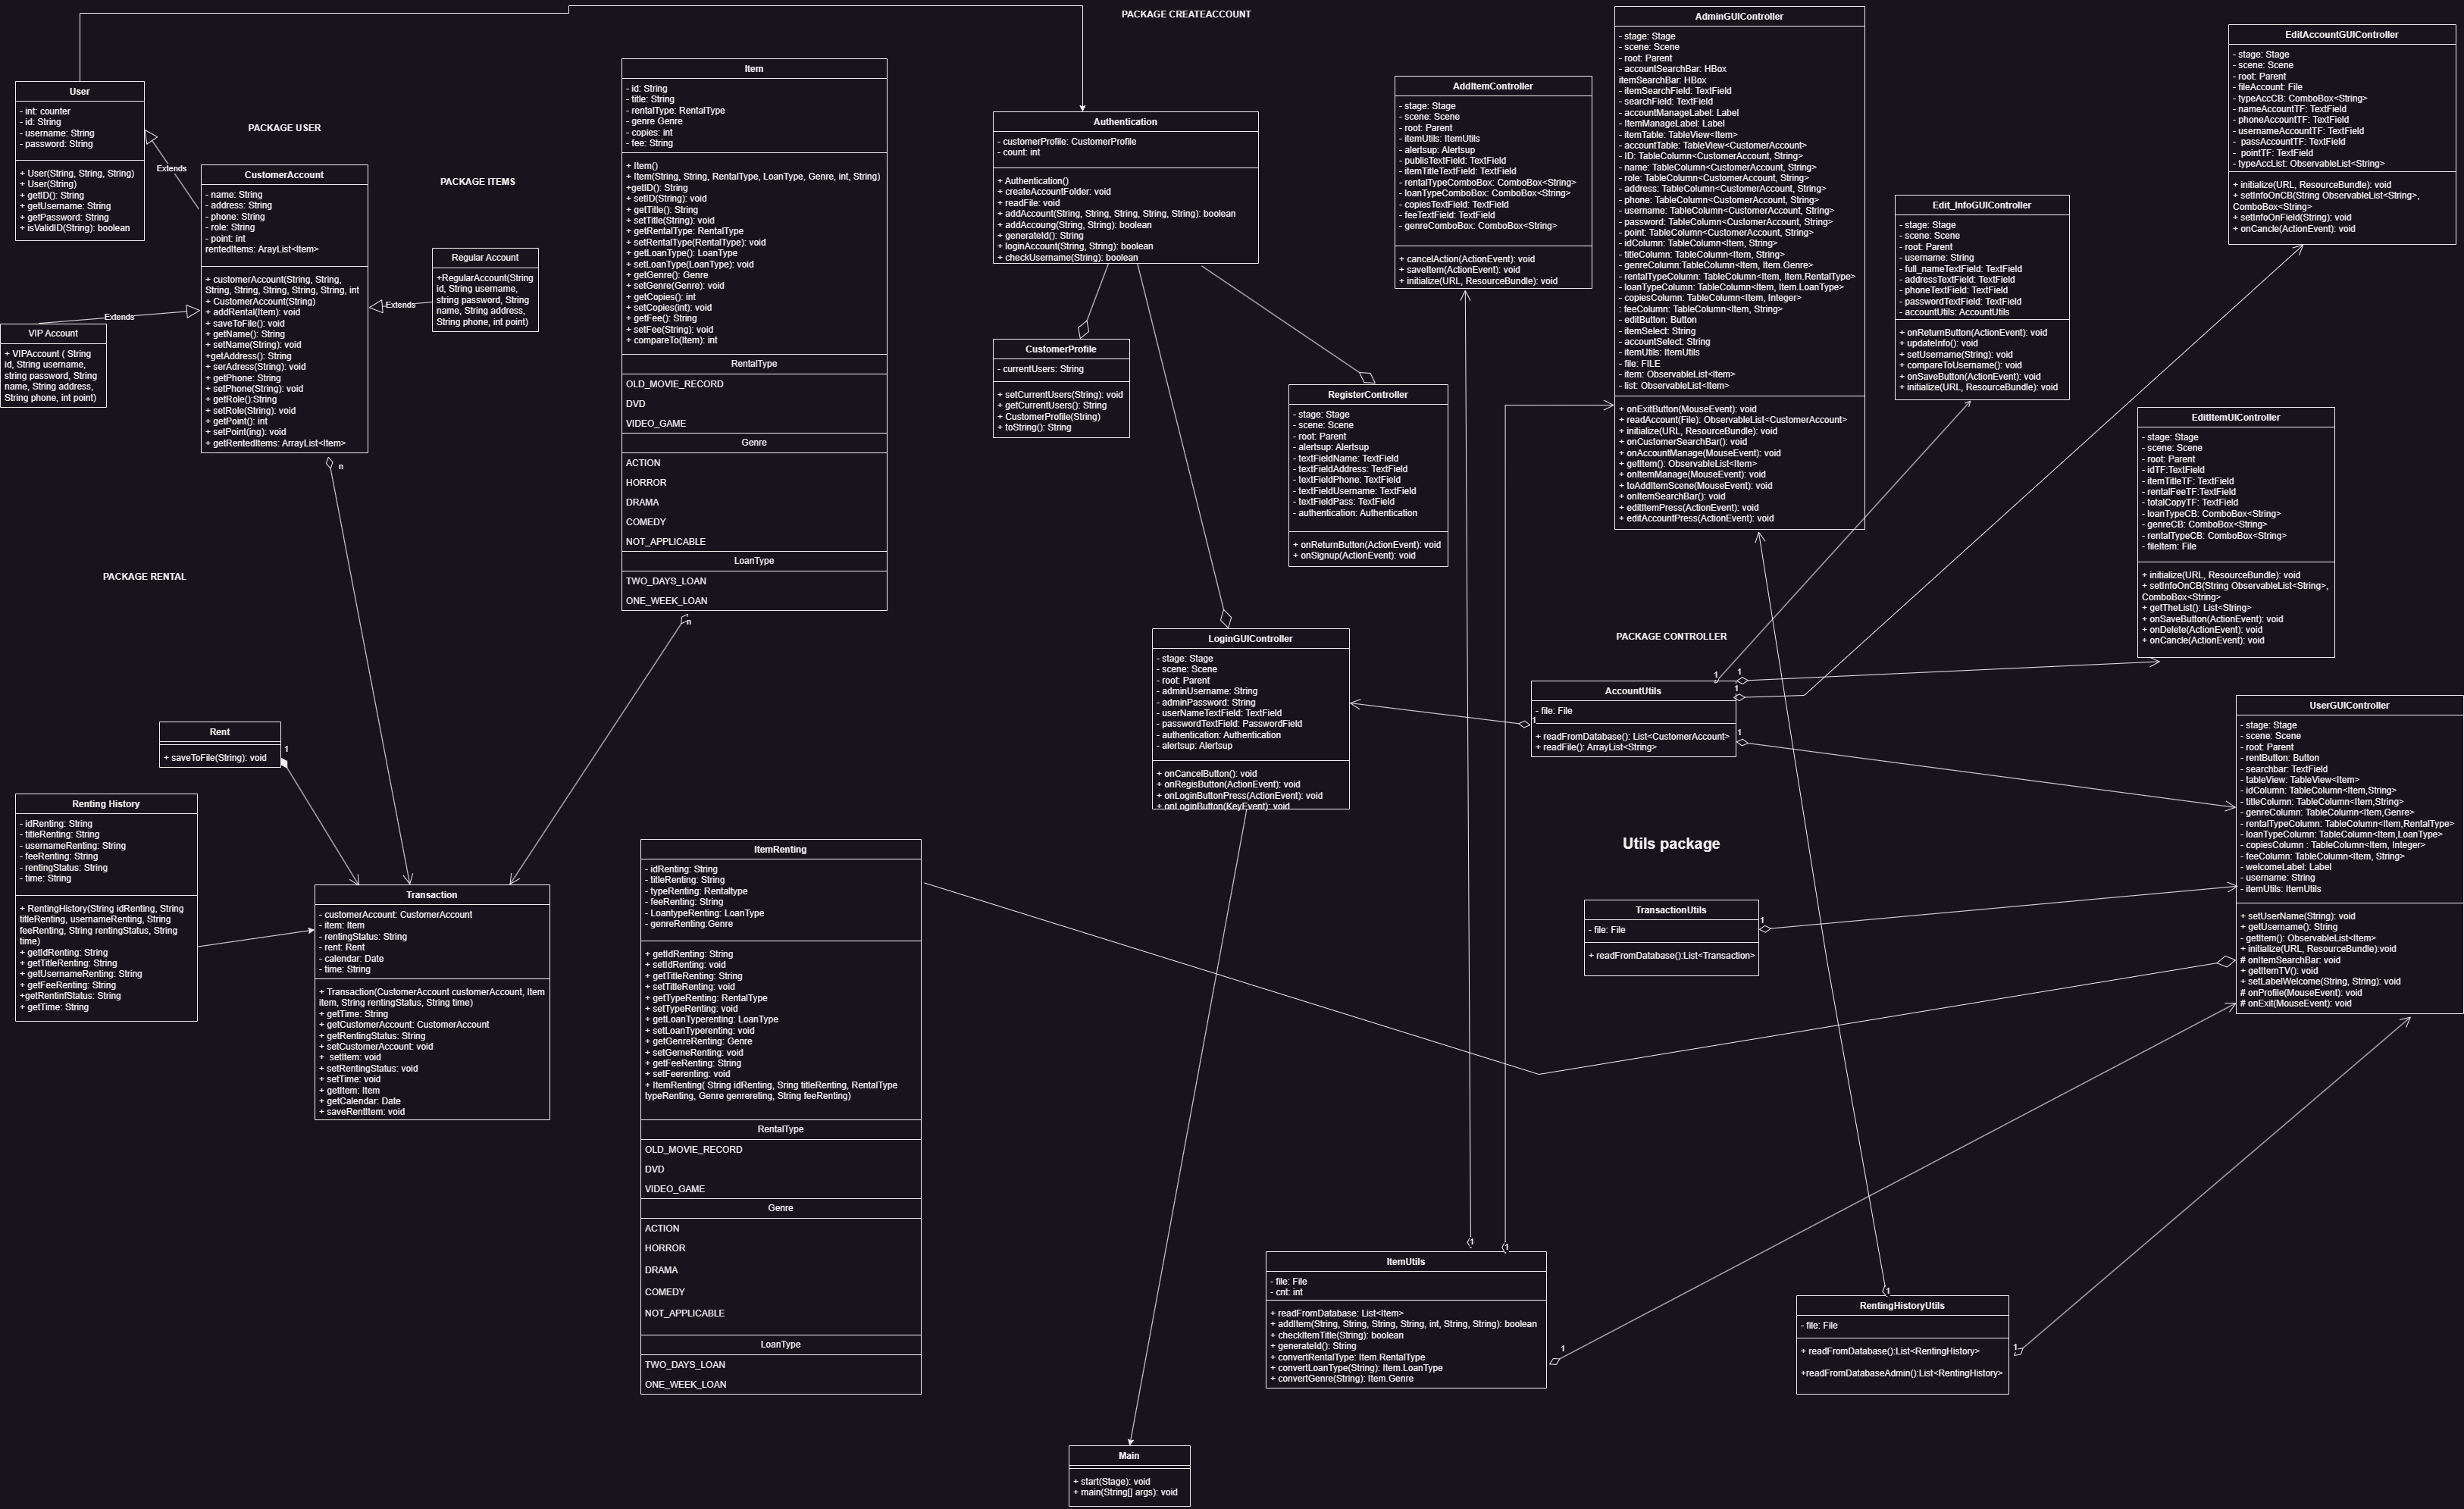 PACKAGE CREATEACCOUNT
User
- int: counter
- id: String
- username: String
- password: String
+ User(String, String, String)
+ User(String)
+ getID(): String
+ getUsername: String
+ getPassword: String
+ isValidID(String): boolean
PACKAGE USER
Extends
CustomerAccount
- name: String
- address: String
- phone: String
- role: String
- point: int
rentedItems: ArayList<Item>
+ customerAccount(String, String,
String, String, String, String, String, int
+ CustomerAccount(String)
+ addRental(Item): void
+ saveToFile(): void
+ getName(): String
+ setName(String): void
+getAddress(): String
+ serAdress(String): void
+ getPhone: String
+ setPhone(String): void
+ getRole():String
+ setRole(String): void
+ getPoint(): int
+ setPoint(ing): void
+ getRentedItems: ArrayList<Item>
n
PACKAGE ITEMS
Regular Account
+RegularAccount(String
id, String username,
string password, String
name, String address,
String phone, int point)
Extends
Extends
VIP Account
+ VIPAccount ( String
id, String username,
string password, String
name, String address,
String phone, int point)
Item
- id: String
- title: String
- rentalType: RentalType
- genre Genre
- copies: int
- fee: String
+ Item()
+ Item(String, String, RentalType, LoanType, Genre, int, String)
+getID(): String
+ setID(String): void
+ getTitle(): String
+ setTitle(String): void
+ getRentalType: RentalType
+ setRentalType(RentalType): void
+ getLoanType(): LoanType
+ setLoanType(LoanType): void
+ getGenre(): Genre
+ setGenre(Genre): void
+ getCopies(): int
+ setCopies(int): void
+ getFee(): String
+ setFee(String): void
+ compareTo(Item): int
RentalType
OLD_MOVIE_RECORD
DVD
VIDEO_GAME
Genre
ACTION
HORROR
DRAMA
COMEDY
NOT_APPLICABLE
LoanType
TWO_DAYS_LOAN
ONE_WEEK_LOAN
n
Authentication
- customerProfile: CustomerProfile
- count: int
+ Authentication()
+ createAccountFolder: void
+ readFile: void
+ addAccount(String, String, String, String, String): boolean
+ addAccoung(String, String): boolean
+ generateId(): String
+ loginAccount(String, String): boolean
+ checkUsername(String): boolean
CustomerProfile
- currentUsers: String
+ setCurrentUsers(String): void
+ getCurrentUsers(): String
+ CustomerProfile(String)
+ toString(): String
RegisterController
- stage: Stage
- scene: Scene
- root: Parent
- alertsup: Alertsup
- textFieldName: TextField
- textFieldAddress: TextField
- textFieldPhone: TextField
- textFieldUsername: TextField
- textFieldPass: TextField
- authentication: Authentication
+ onReturnButton(ActionEvent): void
+ onSignup(ActionEvent): void
AddItemController
- stage: Stage
- scene: Scene
- root: Parent
- itemUtils: ItemUtils
- alertsup: Alertsup
- publisTextField: TextField
- itemTitleTextField: TextField
- rentalTypeComboBox: ComboBox<String>
- loanTypeComboBox: ComboBox<String>
- copiesTextField: TextField
- feeTextField: TextField
- genreComboBox: ComboBox<String>
+ cancelAction(ActionEvent): void
+ saveItem(ActionEvent): void
+ initialize(URL, ResourceBundle): void
AdminGUIController
- stage: Stage
- scene: Scene
- root: Parent
- accountSearchBar: HBox
itemSearchBar: HBox
- itemSearchField: TextField
- searchField: TextField
- accountManageLabel: Label
- ItemManageLabel: Label
- itemTable: TableView<Item>
- accountTable: TableView<CustomerAccount>
- ID: TableColumn<CustomerAccount, String>
- name: TableColumn<CustomerAccount, String>
- role: TableColumn<CustomerAccount, String>
- address: TableColumn<CustomerAccount, String>
- phone: TableColumn<CustomerAccount, String>
- username: TableColumn<CustomerAccount, String>
- password: TableColumn<CustomerAccount, String>
- point: TableColumn<CustomerAccount, String>
- idColumn: TableColumn<Item, String>
- titleColumn: TableColumn<Item, String>
- genreColumn:TableColumn<Item, Item.Genre>
- rentalTypeColumn: TableColumn<Item, Item.RentalType>
- loanTypeColumn: TableColumn<Item, Item.LoanType>
- copiesColumn: TableColumn<Item, Integer>
: feeColumn: TableColumn<Item, String>
- editButton: Button
- itemSelect: String
- accountSelect: String
- itemUtils: ItemUtils
- file: FILE
- item: ObservableList<Item>
- list: ObservableList<Item>
+ onExitButton(MouseEvent): void
+ readAccount(File): ObservableList<CustomerAccount>
+ initialize(URL, ResourceBundle): void
+ onCustomerSearchBar(): void
+ onAccountManage(MouseEvent): void
+ getItem(): ObservableList<Item>
+ onItemManage(MouseEvent): void
+ toAddItemScene(MouseEvent): void
+ onItemSearchBar(): void
+ editItemPress(ActionEvent): void
+ editAccountPress(ActionEvent): void
Edit_InfoGUIController
- stage: Stage
- scene: Scene
- root: Parent
- username: String
- full_nameTextField: TextField
- addressTextField: TextField
- phoneTextField: TextField
- passwordTextField: TextField
- accountUtils: AccountUtils
+ onReturnButton(ActionEvent): void
+ updateInfo(): void
+ setUsername(String): void
+ compareToUsername(): void
+ onSaveButton(ActionEvent): void
+ initialize(URL, ResourceBundle): void
EditAccountGUIController
- stage: Stage
- scene: Scene
- root: Parent
- fileAccount: File
- typeAccCB: ComboBox<String>
- nameAccountTF: TextField
- phoneAccountTF: TextField
- usernameAccountTF: TextField
- passAccountTF: TextField
- pointTF: TextField
- typeAccList: ObservableList<String>
+ initialize(URL, ResourceBundle): void
+ setInfoOnCB(String ObservableList<String>,
ComboBox<String>
+ setInfoOnField(String): void
+ onCancle(ActionEvent): void
EditItemUIController
- stage: Stage
- scene: Scene
- root: Parent
- idTF:TextField
- itemTitleTF: TextField
- rentalFeeTF:TextField
- totalCopyTF: TextField
- loanTypeCB: ComboBox<String>
- genreCB: ComboBox<String>
- rentalTypeCB: ComboBox<String>
- fileItem: File
+ initialize(URL, ResourceBundle): void
+ setInfoOnCB(String ObservableList<String>,
ComboBox<String>
+ getTheList(): List<String>
+ onSaveButton(ActionEvent): void
+ onDelete(ActionEvent): void
+ onCancle(ActionEvent): void
PACKAGE RENTAL
PACKAGE CONTROLLER
LoginGUIController
- stage: Stage
- scene: Scene
- root: Parent
- adminUsername: String
- adminPassword: String
- userNameTextField: TextField
- passwordTextField: PasswordField
- authentication: Authentication
- alertsup: Alertsup
+ onCancelButton(): void
+ onRegisButton(ActionEvent): void
+ onLoginButtonPress(ActionEvent): void
+ onLoginButton(KeyEvent): void
1
1
1
1
1
AccountUtils
- file: File
+ readFromDatabase(): List<CustomerAccount>
+ readFile(): ArrayList<String>
UserGUIController
- stage: Stage
- scene: Scene
- root: Parent
- rentButton: Button
- searchbar: TextField
- tableView: TableView<Item>
- idColumn: TableColumn<Item,String>
- titleColumn: TableColumn<Item,String>
- genreColumn: TableColumn<Item,Genre>
- rentalTypeColumn: TableColumn<Item,RentalType>
- loanTypeColumn: TableColumn<Item,LoanType>
- copiesColumn : TableColumn<Item, Integer>
- feeColumn: TableColumn<Item, String>
- welcomeLabel: Label
- username: String
- itemUtils: ItemUtils
+ setUserName(String): void
+ getUsername(): String
- getItem(): ObservableList<Item>
+ initialize(URL, ResourceBundle):void
# onItemSearchBar: void
+ getItemTV(): void
+ setLabelWelcome(String, String): void
# onProfile(MouseEvent): void
# onExit(MouseEvent): void
Rent
+ saveToFile(String): void
1
Renting History
- idRenting: String
- titleRenting: String
- usernameRenting: String
- feeRenting: String
- rentingStatus: String
- time: String
+ RentingHistory(String idRenting, String
titleRenting, usernameRenting, String
feeRenting, String rentingStatus, String
time)
+ getIdRenting: String
+ getTitleRenting: String
+ getUsernameRenting: String
+ getFeeRenting: String
+getRentinfStatus: String
+ getTime: String
Transaction
- customerAccount: CustomerAccount
- item: Item
- rentingStatus: String
- rent: Rent
- calendar: Date
- time: String
+ Transaction(CustomerAccount customerAccount, Item
item, String rentingStatus, String time)
+ getTime: String
+ getCustomerAccount: CustomerAccount
+ getRentingStatus: String
+ setCustomerAccount: void
+ setItem: void
+ setRentingStatus: void
+ setTime: void
+ getItem: Item
+ getCalendar: Date
+ saveRentItem: void
ItemRenting
- idRenting: String
- titleRenting: String
- typeRenting: Rentaltype
- feeRenting: String
- LoantypeRenting: LoanType
- genreRenting:Genre
+ getIdRenting: String
+ setIdRenting: void
+ getTitleRenting: String
+ setTitleRenting: void
+ getTypeRenting: RentalType
+ setTypeRenting: void
+ getLoanTyperenting: LoanType
+ setLoanTyperenting: void
+ getGenreRenting: Genre
+ setGerneRenting: void
+ getFeeRenting: String
+ setFeerenting: void
+ ItemRenting( String idRenting, Sring titleRenting, RentalType
typeRenting, Genre genrereting, String feeRenting)
RentalType
OLD_MOVIE_RECORD
DVD
VIDEO_GAME
Genre
ACTION
HORROR
DRAMA
COMEDY
NOT_APPLICABLE
LoanType
TWO_DAYS_LOAN
ONE_WEEK_LOAN
Utils package
TransactionUtils
- file: File
+ readFromDatabase():List<Transaction>
1
1
1
ItemUtils
- file: File
- cnt: int
+ readFromDatabase: List<Item>
+ addItem(String, String, String, String, int, String, String): boolean
+ checkItemTitle(String): boolean
+ generateId(): String
+ convertRentalType: Item.RentalType
+ convertLoanType(String): Item.LoanType
+ convertGenre(String): Item.Genre
1
1
RentingHistoryUtils
- file: File
+ readFromDatabase():List<RentingHistory>
+readFromDatabaseAdmin():List<RentingHistory>
1
Main
+ start(Stage): void
+ main(String[] args): void